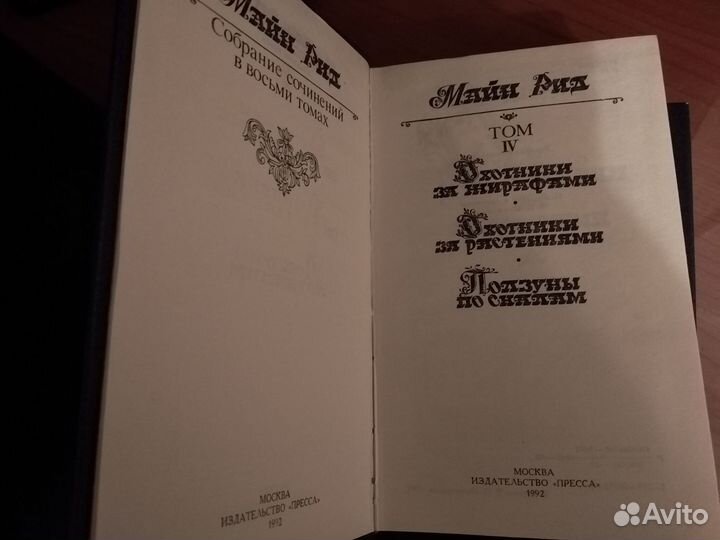 Майн Рид
Собрание сочинений
в восьми томах
МОСКВА
ИЗДАТЕЛЬСТВО «ПРЕССА»
1992
Майн Рид
ТОМ
IV
Охотники
за жирафами
Охотники
за растениями
Ползуны
по скалам
МОСКВА
ИЗДАТЕЛЬСТВО «ПРЕССА»
1992
Avito